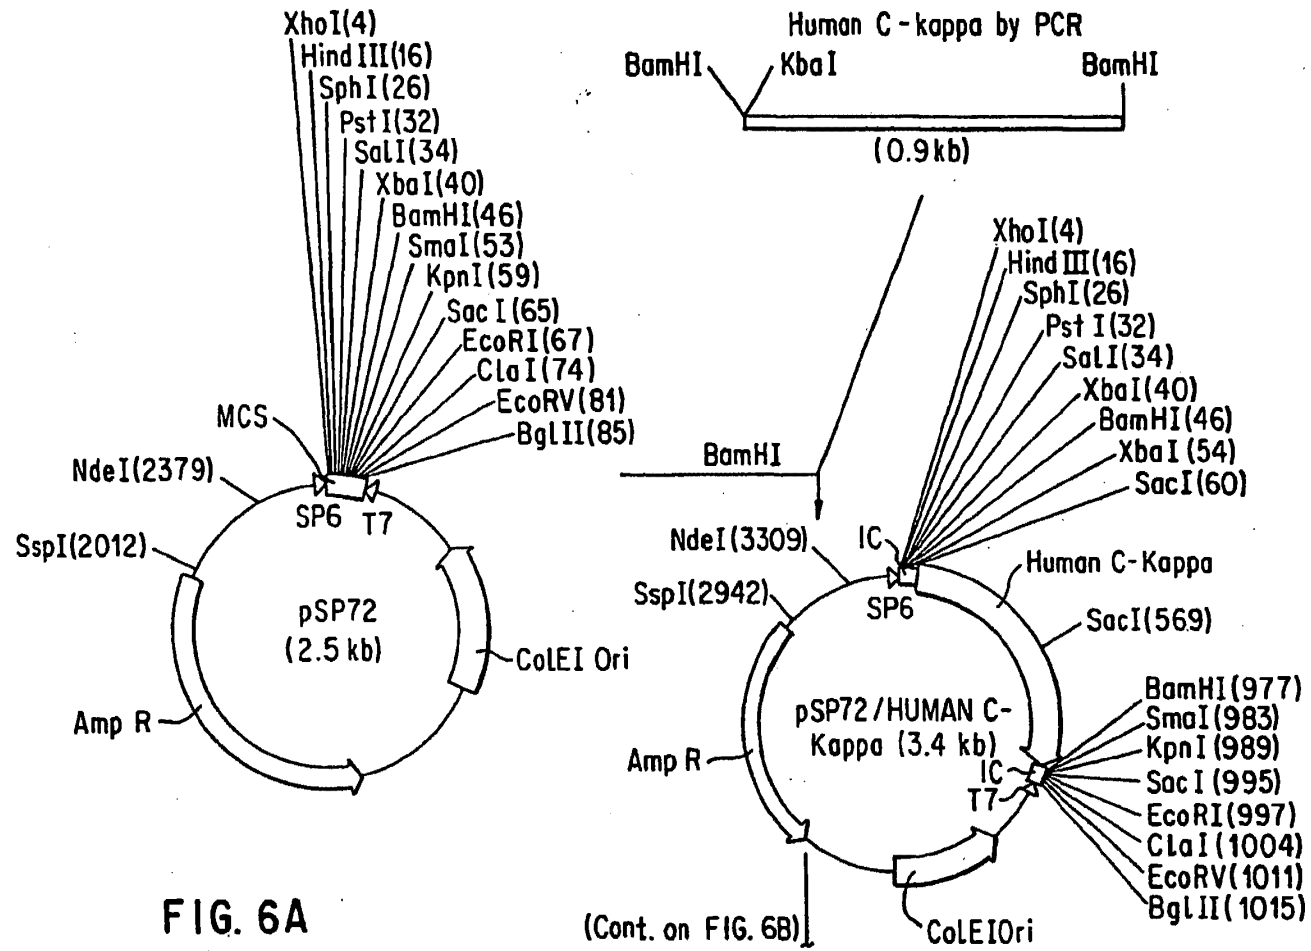 XhoI(4)
Hind III(16)
SphI(26)
PstI(32)
SalI(34)
XbaI(40)
BamHI(46)
SmaI(53)
KpnI(59)
Sac I(65)
EcoRI(67)
ClaI(74)
EcoRV(81)
BglII(85)
MCS
NdeI(2379)
SP6
T7
SspI(2012)
pSP72
(2.5 kb)
ColEI Ori
Amp R
Human C-kappa by PCR
BamHI
KbaI
BamHI
(0.9kb)
BamHI
XhoI(4)
Hind III(16)
SphI(26)
Pst I(32)
SalI(34)
XbaI(40)
BamHI(46)
XbaI(54)
SacI(60)
NdeI(3309)
IC
Human C-Kappa
SspI(2942)
SP6
SacI(569)
pSP72/HUMAN C-
Kappa (3.4 kb)
Amp R
IC
T7
BamHI(977)
SmaI(983)
KpnI(989)
Sac I(995)
EcoRI(997)
ClaI(1004)
EcoRV(1011)
BglII(1015)
ColEIOri
(Cont. on FIG. 6B)
FIG. 6A